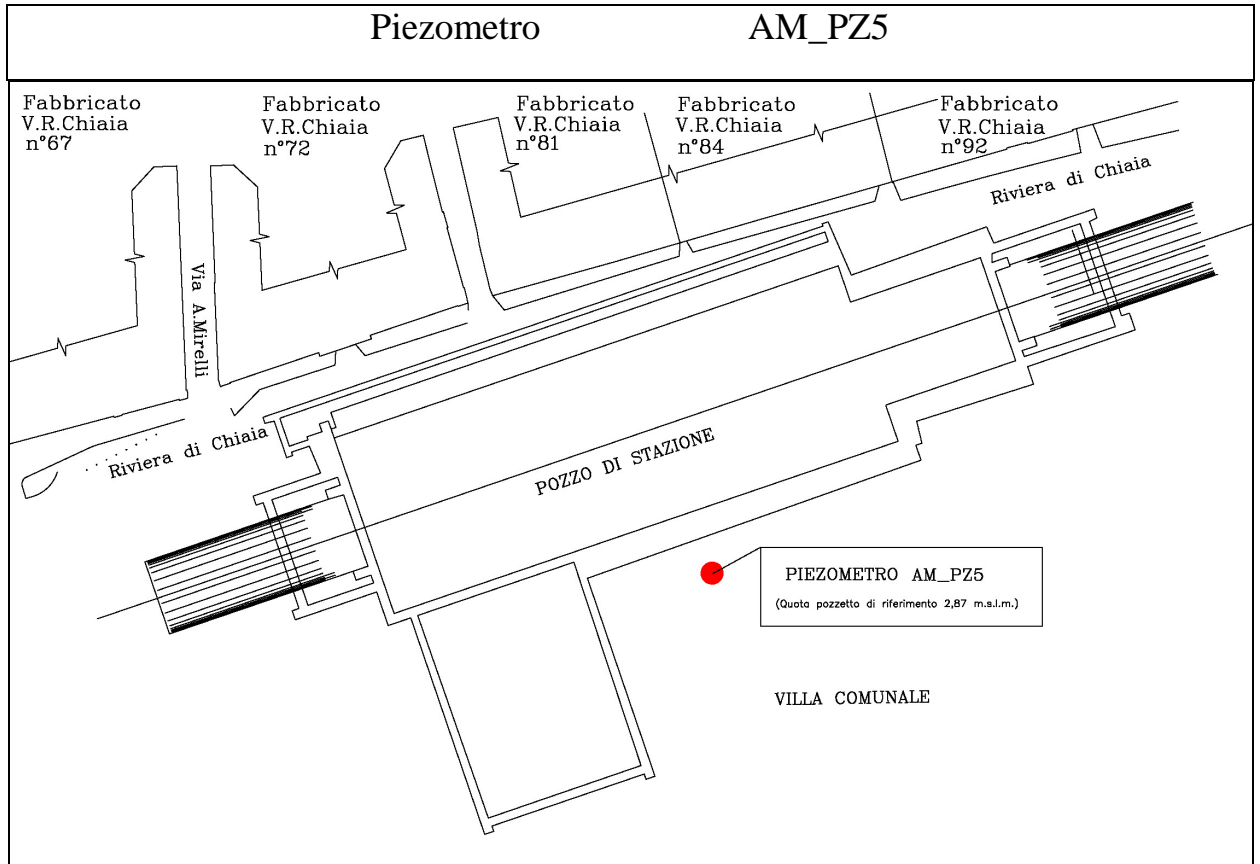 Piezometro AM_PZ5
Fabbricato
V.R.Chiaia
n°67
Fabbricato
V.R.Chiaia
n°72
Fabbricato
V.R.Chiaia
n°81
Fabbricato
V.R.Chiaia
n°84
Fabbricato
V.R.Chiaia
n°92
Riviera di Chiaia
Via A.Mirelli
Riviera di Chiaia
POZZO DI STAZIONE
PIEZOMETRO AM_PZ5
(Quota pozzetto di riferimento 2,87 m.s.l.m.)
VILLA COMUNALE